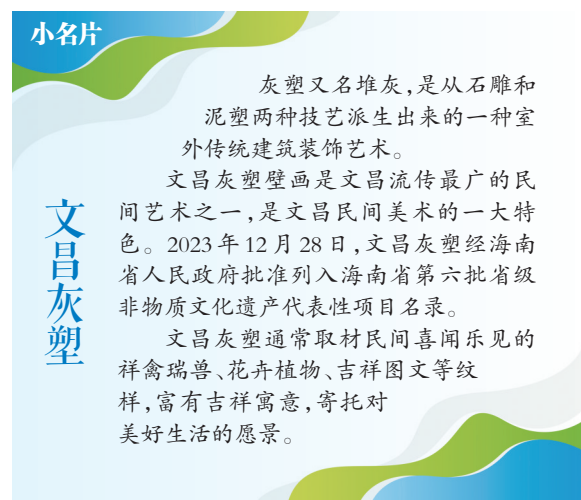 小名片
文昌灰塑
灰塑又名堆灰,是从石雕和
泥塑两种技艺派生出来的一种室
外传统建筑装饰艺术。
文昌灰塑壁画是文昌流传最广的民
间艺术之一,是文昌民间美术的一大特
色。2023年12月28日,文昌灰塑经海南
省人民政府批准列入海南省第六批省级
非物质文化遗产代表性项目名录。
文昌灰塑通常取材民间喜闻乐见的
祥禽瑞兽、花卉植物、吉祥图文等纹
样,富有吉祥寓意,寄托对
美好生活的愿景。